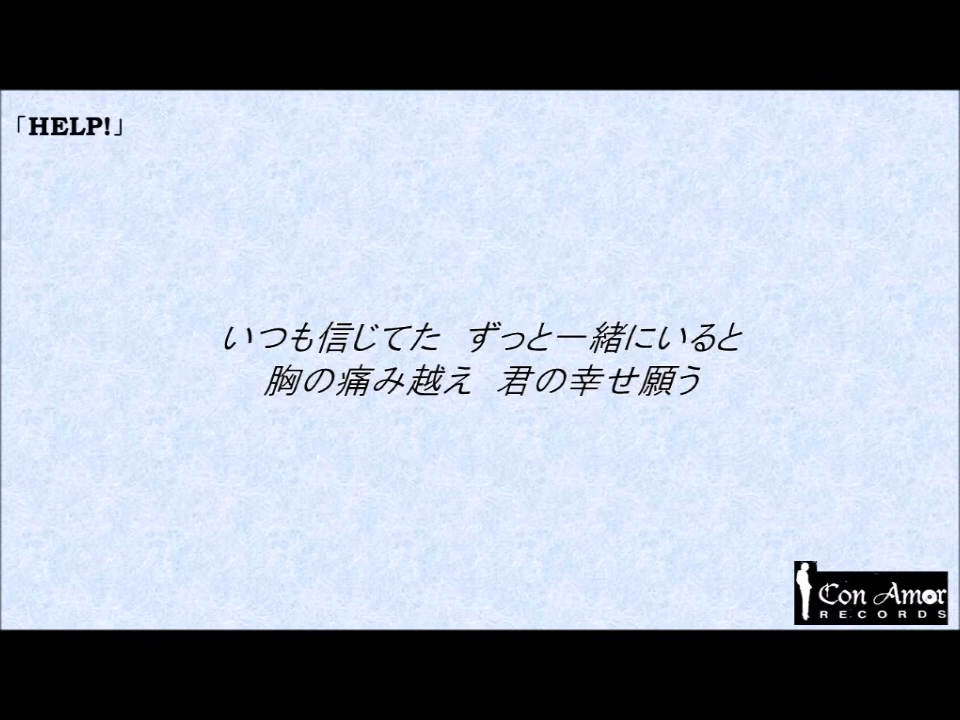 「HELP!」
いつも信じてた　ずっと一緒にいると
胸の痛み越え　君の幸せ願う
Con Amor
RECORDS